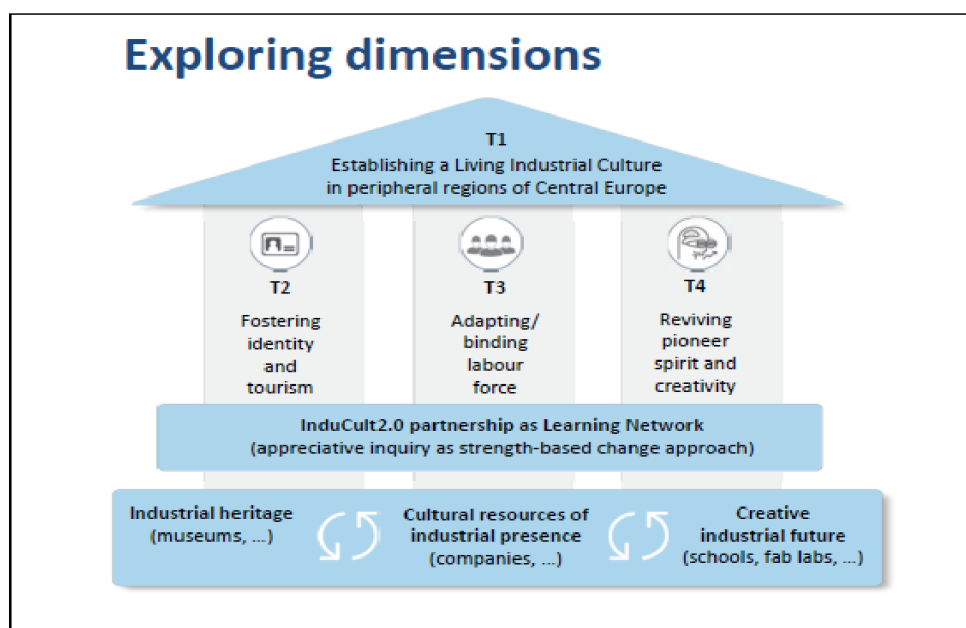 Exploring dimensions
T1
Establishing a Living Industrial Culture
in peripheral regions of Central Europe
T2
Fostering
identity
and
tourism
T3
Adapting/
binding
labour
force
T4
Reviving
pioneer
spirit and
creativity
InduCult2.0 partnership as Learning Network
(appreciative inquiry as strength-based change approach)
Industrial heritage
(museums, ...)
Cultural resources of
industrial presence
(companies, ...)
Creative
industrial future
(schools, fab labs, ...)